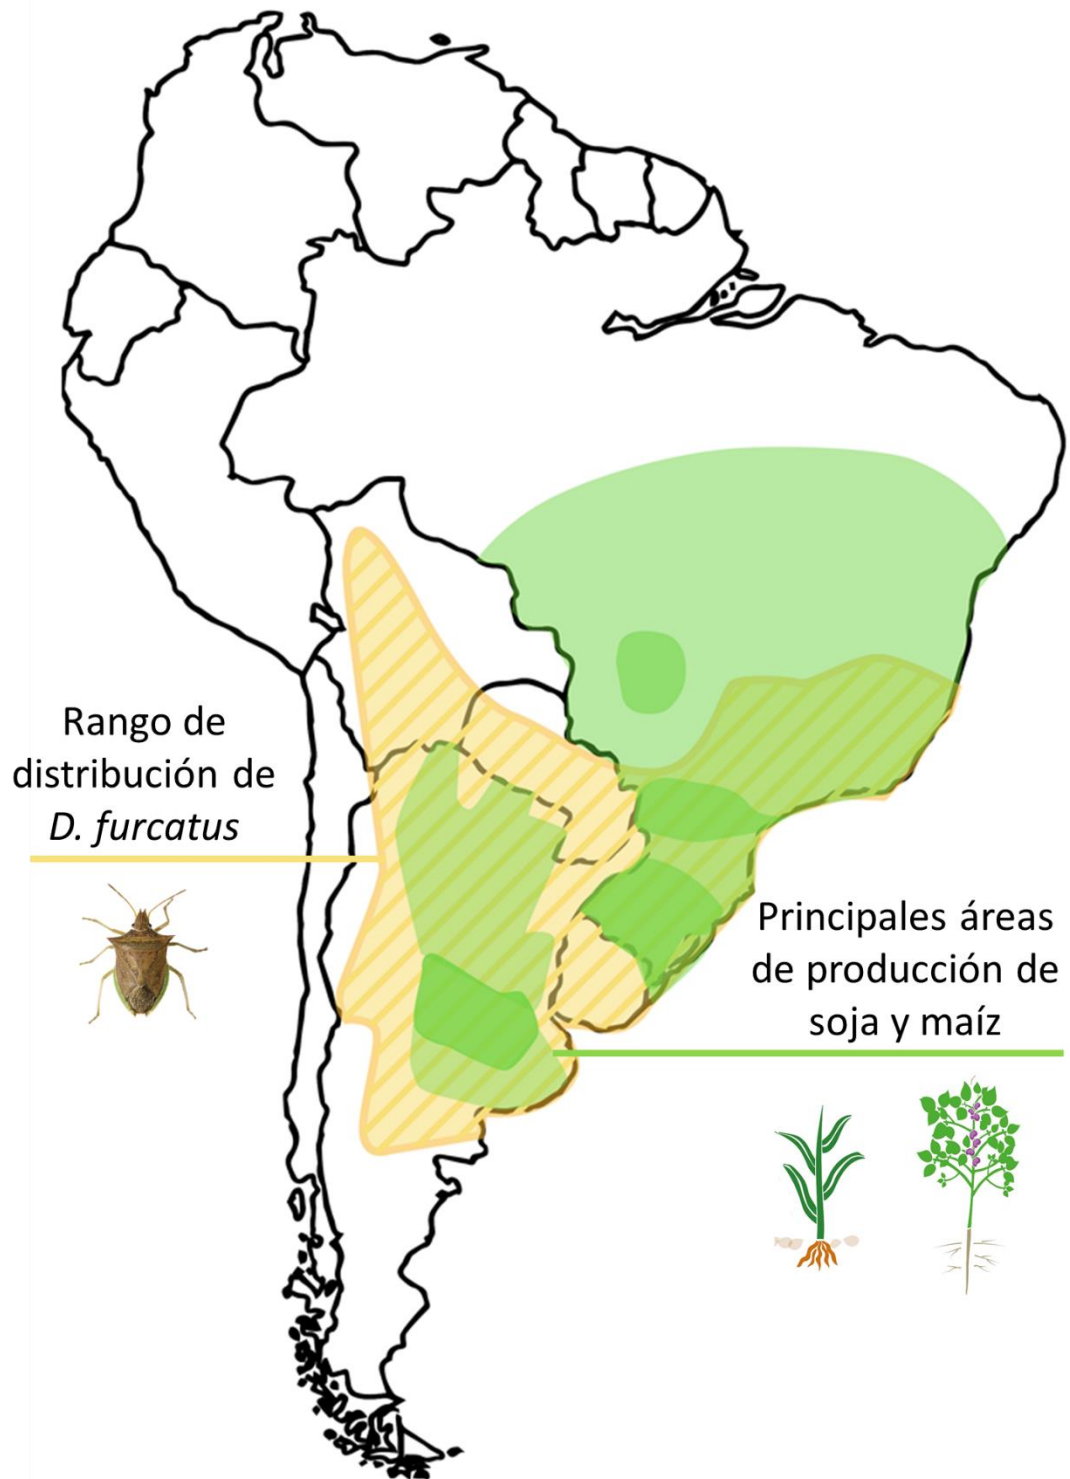 Rango de
distribución de
D. furcatus
Principales áreas
de producción de
soja y maíz